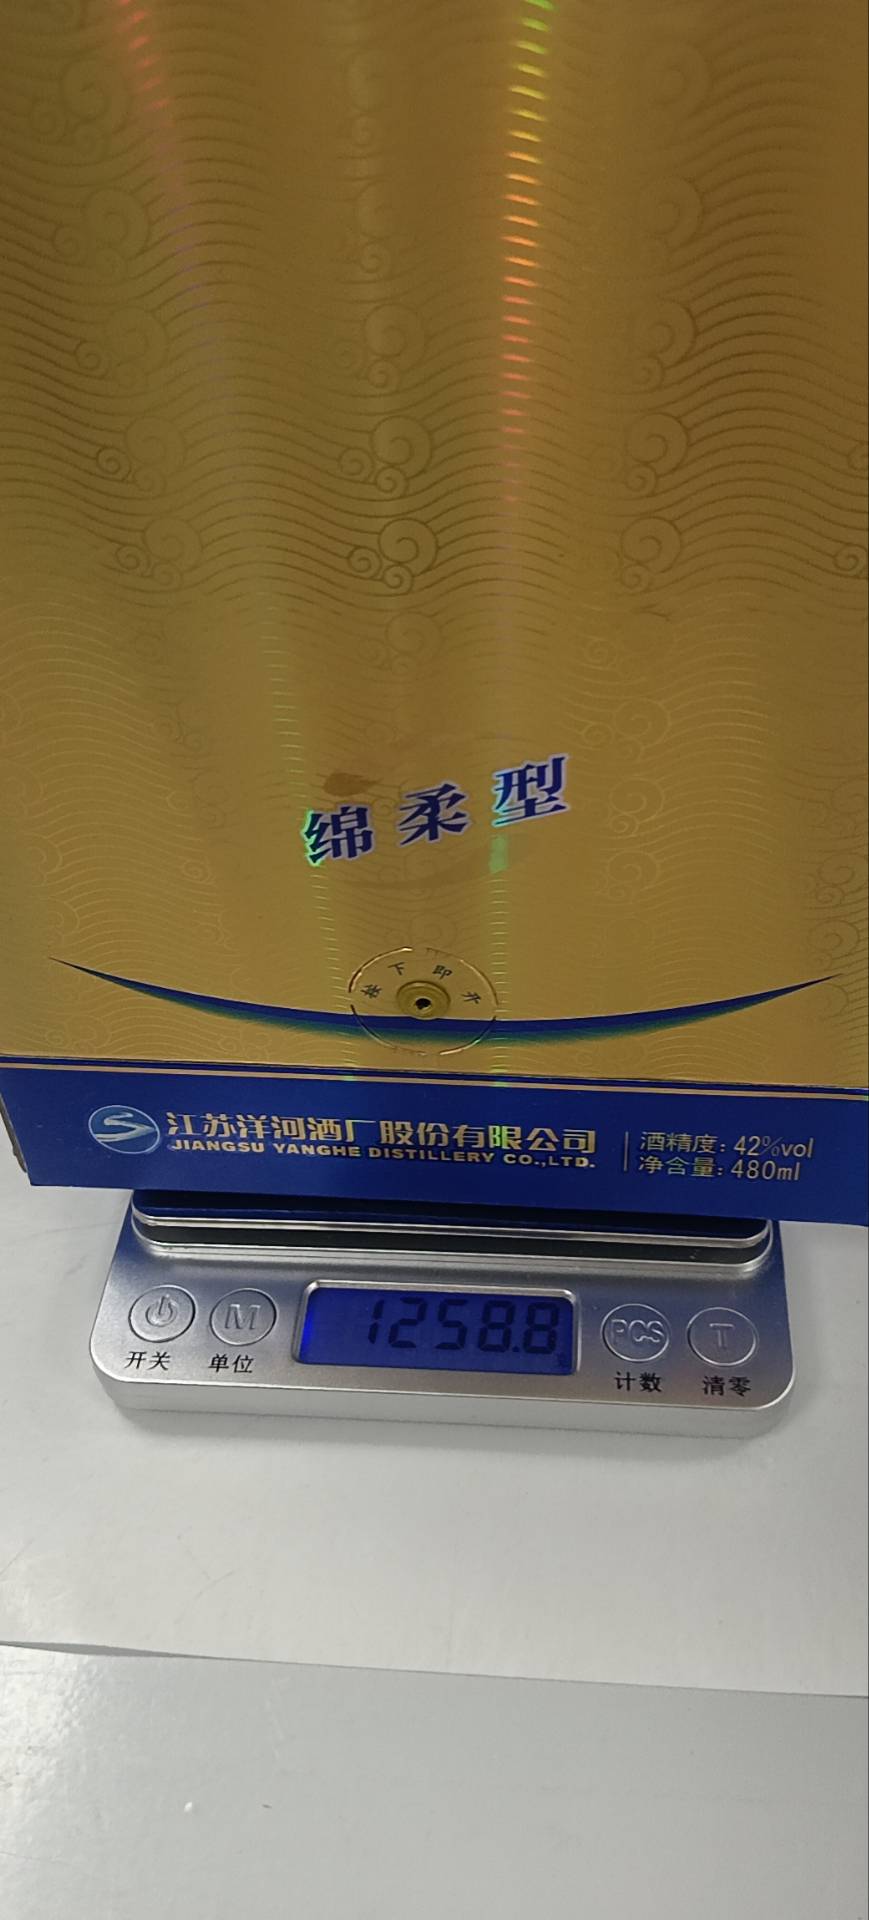 绵柔型
按下即开
江苏洋河酒厂股份有限公司
JIANGSU YANGHE DISTILLERY CO.,LTD.
酒精度: 42%vol
净含量: 480ml
1258.8
M
PCS
T
开关
单位
计数
清零